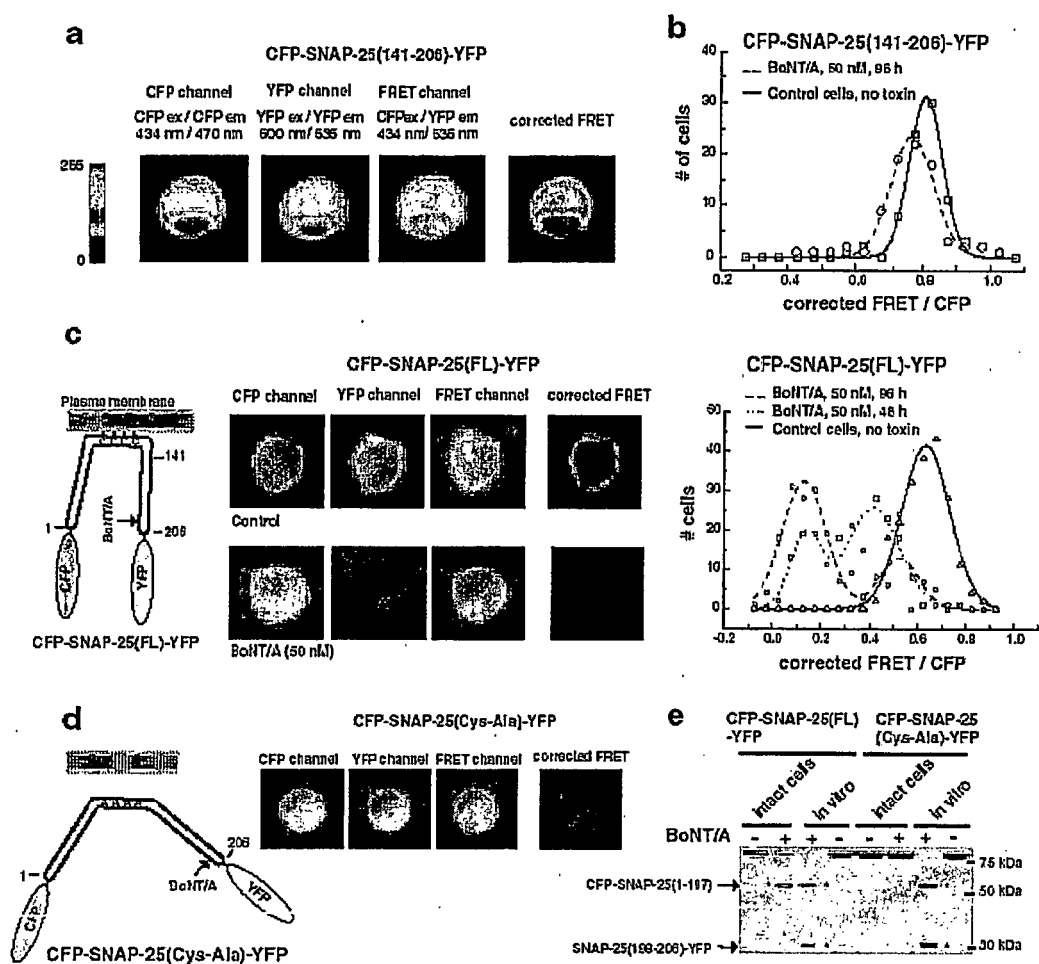 a
CFP-SNAP-25(141-206)-YFP
CFP channel
CFP ex / CFP em
434 nm / 470 nm
YFP channel
YFP ex / YFP em
500 nm / 535 nm
FRET channel
CFPex / YFP em
434 nm / 535 nm
corrected FRET
255
0
b
CFP-SNAP-25(141-206)-YFP
BoNT/A, 50 nM, 96 h
Control cells, no toxin
# of cells
40
30
20
10
0
0.2 0.4 0.6 0.8 1.0
corrected FRET / CFP
c
CFP-SNAP-25(FL)-YFP
Plasma membrane
141
BoNT/A
1
206
CFP
YFP
CFP-SNAP-25(FL)-YFP
CFP channel YFP channel FRET channel corrected FRET
Control
BoNT/A (50 nM)
CFP-SNAP-25(FL)-YFP
BoNT/A, 50 nM, 96 h
BoNT/A, 50 nM, 48 h
Control cells, no toxin
# cells
60
50
40
30
20
10
0
-0.2 0.0 0.2 0.4 0.6 0.8 1.0
corrected FRET / CFP
d
CFP-SNAP-25(Cys-Ala)-YFP
CFP channel YFP channel FRET channel corrected FRET
1
AAAA
206
BoNT/A
CFP
YFP
CFP-SNAP-25(Cys-Ala)-YFP
e
CFP-SNAP-25(FL)
-YFP
CFP-SNAP-25
(Cys-Ala)-YFP
Intact cells
In vitro
Intact cells
In vitro
BoNT/A - + + - - + + -
75 kDa
CFP-SNAP-25(1-197)
50 kDa
SNAP-25(198-206)-YFP
30 kDa